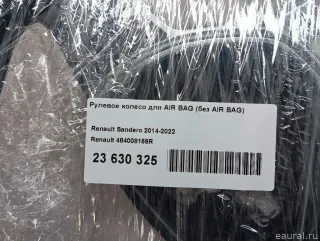 Рулевое колесо для AIR BAG (без AIR BAG)
Renault Sandero 2014-2022
Renault 484008156R
23 630 325
eaural.ru